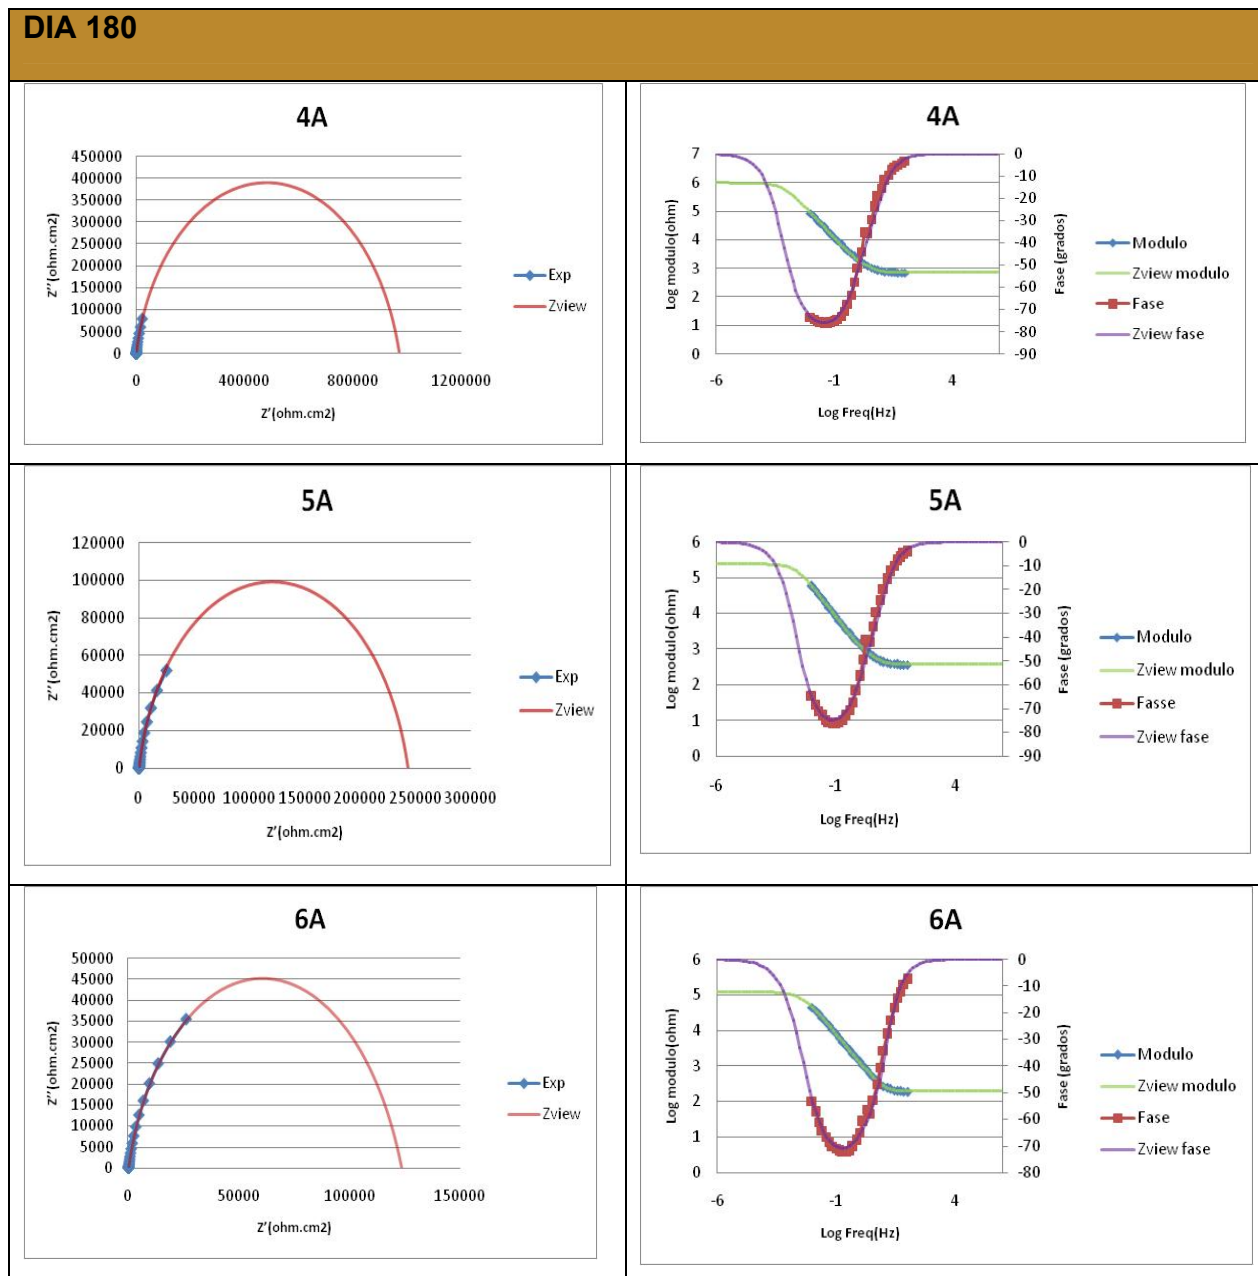 DIA 180
4A
450000
400000
350000
300000
250000
200000
150000
100000
50000
0
Z''(ohm.cm2)
0 400000 800000 1200000
Z'(ohm.cm2)
Exp
Zview
4A
7
6
5
4
3
2
1
0
Log modulo(ohm)
0
-10
-20
-30
-40
-50
-60
-70
-80
-90
Fase (grados)
-6 -1 4
Log Freq(Hz)
Modulo
Zview modulo
Fase
Zview fase
5A
120000
100000
80000
60000
40000
20000
0
Z''(ohm.cm2)
0 50000 100000 150000 200000 250000 300000
Z'(ohm.cm2)
Exp
Zview
5A
6
5
4
3
2
1
0
Log modulo(ohm)
0
-10
-20
-30
-40
-50
-60
-70
-80
-90
Fase (grados)
-6 -1 4
Log Freq(Hz)
Modulo
Zview modulo
Fasse
Zview fase
6A
50000
45000
40000
35000
30000
25000
20000
15000
10000
5000
0
Z''(ohm.cm2)
0 50000 100000 150000
Z'(ohm.cm2)
Exp
Zview
6A
6
5
4
3
2
1
0
Log modulo(ohm)
0
-10
-20
-30
-40
-50
-60
-70
-80
Fase (grados)
-6 -1 4
Log Freq(Hz)
Modulo
Zview modulo
Fase
Zview fase